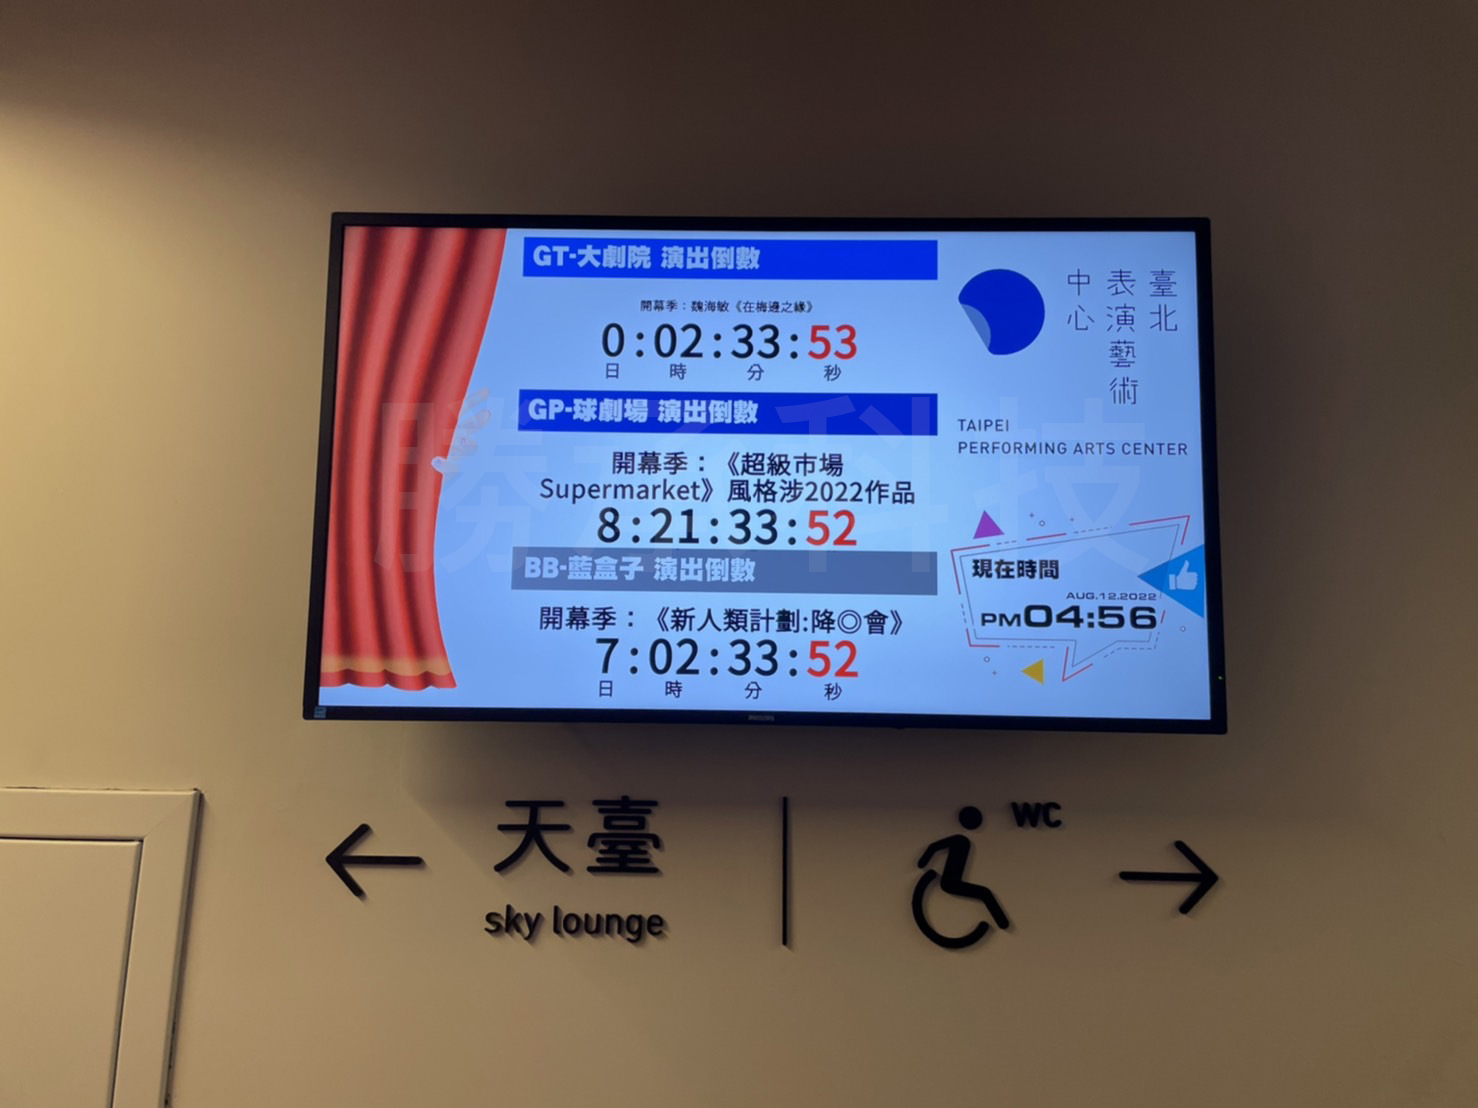 GT-大劇院 演出倒數
開幕季：魏海敏《在梅邊之緣》
0:02:33:53
日 時 分 秒
GP-球劇場 演出倒數
開幕季：《超級市場
Supermarket》風格涉2022作品
8:21:33:52
BB-藍盒子 演出倒數
開幕季：《新人類計劃:降◎會》
7:02:33:52
日 時 分 秒
臺北
表演藝術
中心
TAIPEI
PERFORMING ARTS CENTER
現在時間
AUG.12.2022
PM04:56
PHILIPS
勝亦科技
天臺
sky lounge
WC